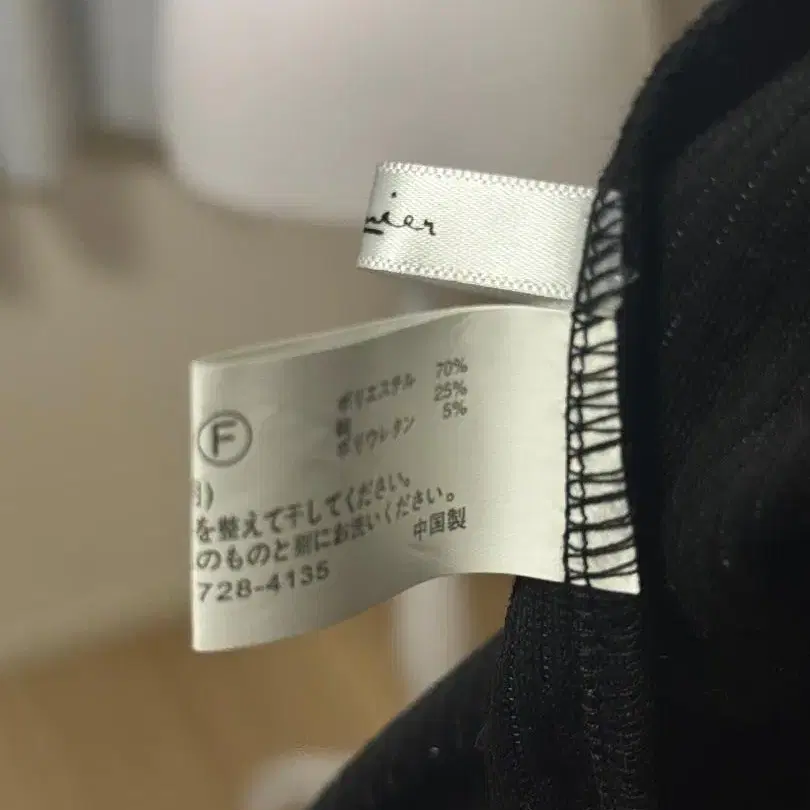 nier
Ⓕ
ポリエステル 70%
綿 25%
ポリウレタン 5%
)
を整えて干してください。
のものと別にお洗いください。
中国製
728-4135